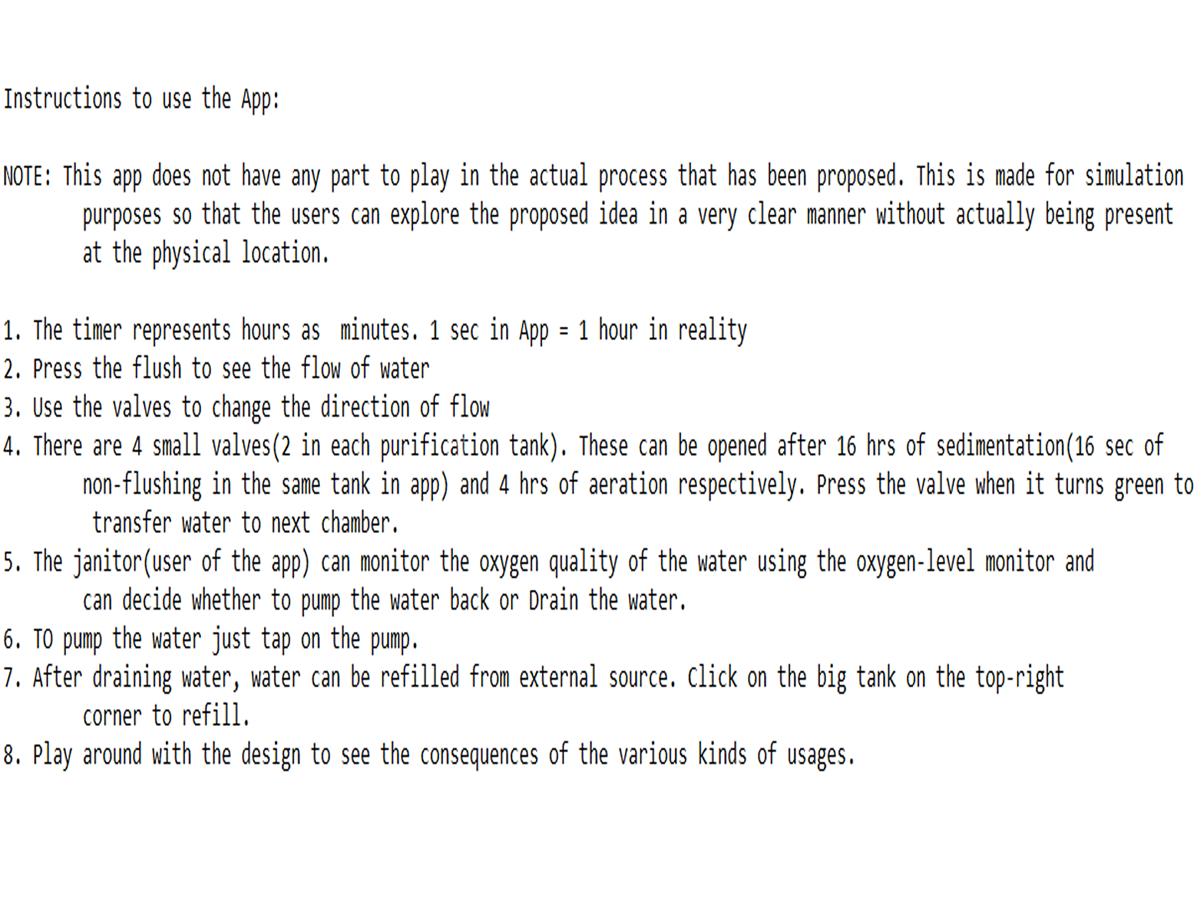 Instructions to use the App:
NOTE: This app does not have any part to play in the actual process that has been proposed. This is made for simulation
purposes so that the users can explore the proposed idea in a very clear manner without actually being present
at the physical location.
1. The timer represents hours as  minutes. 1 sec in App = 1 hour in reality
2. Press the flush to see the flow of water
3. Use the valves to change the direction of flow
4. There are 4 small valves(2 in each purification tank). These can be opened after 16 hrs of sedimentation(16 sec of
non-flushing in the same tank in app) and 4 hrs of aeration respectively. Press the valve when it turns green to
transfer water to next chamber.
5. The janitor(user of the app) can monitor the oxygen quality of the water using the oxygen-level monitor and
can decide whether to pump the water back or Drain the water.
6. TO pump the water just tap on the pump.
7. After draining water, water can be refilled from external source. Click on the big tank on the top-right
corner to refill.
8. Play around with the design to see the consequences of the various kinds of usages.